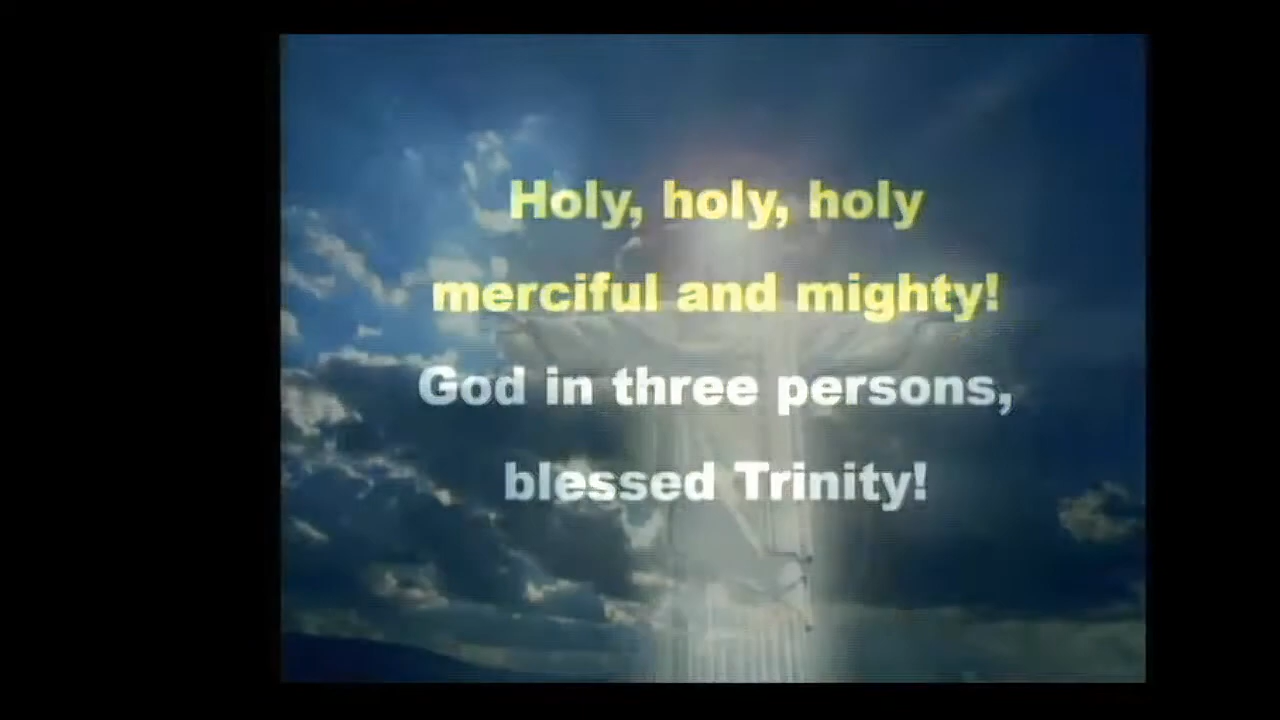 Holy, holy, holy
merciful and mighty!
God in three persons,
blessed Trinity!